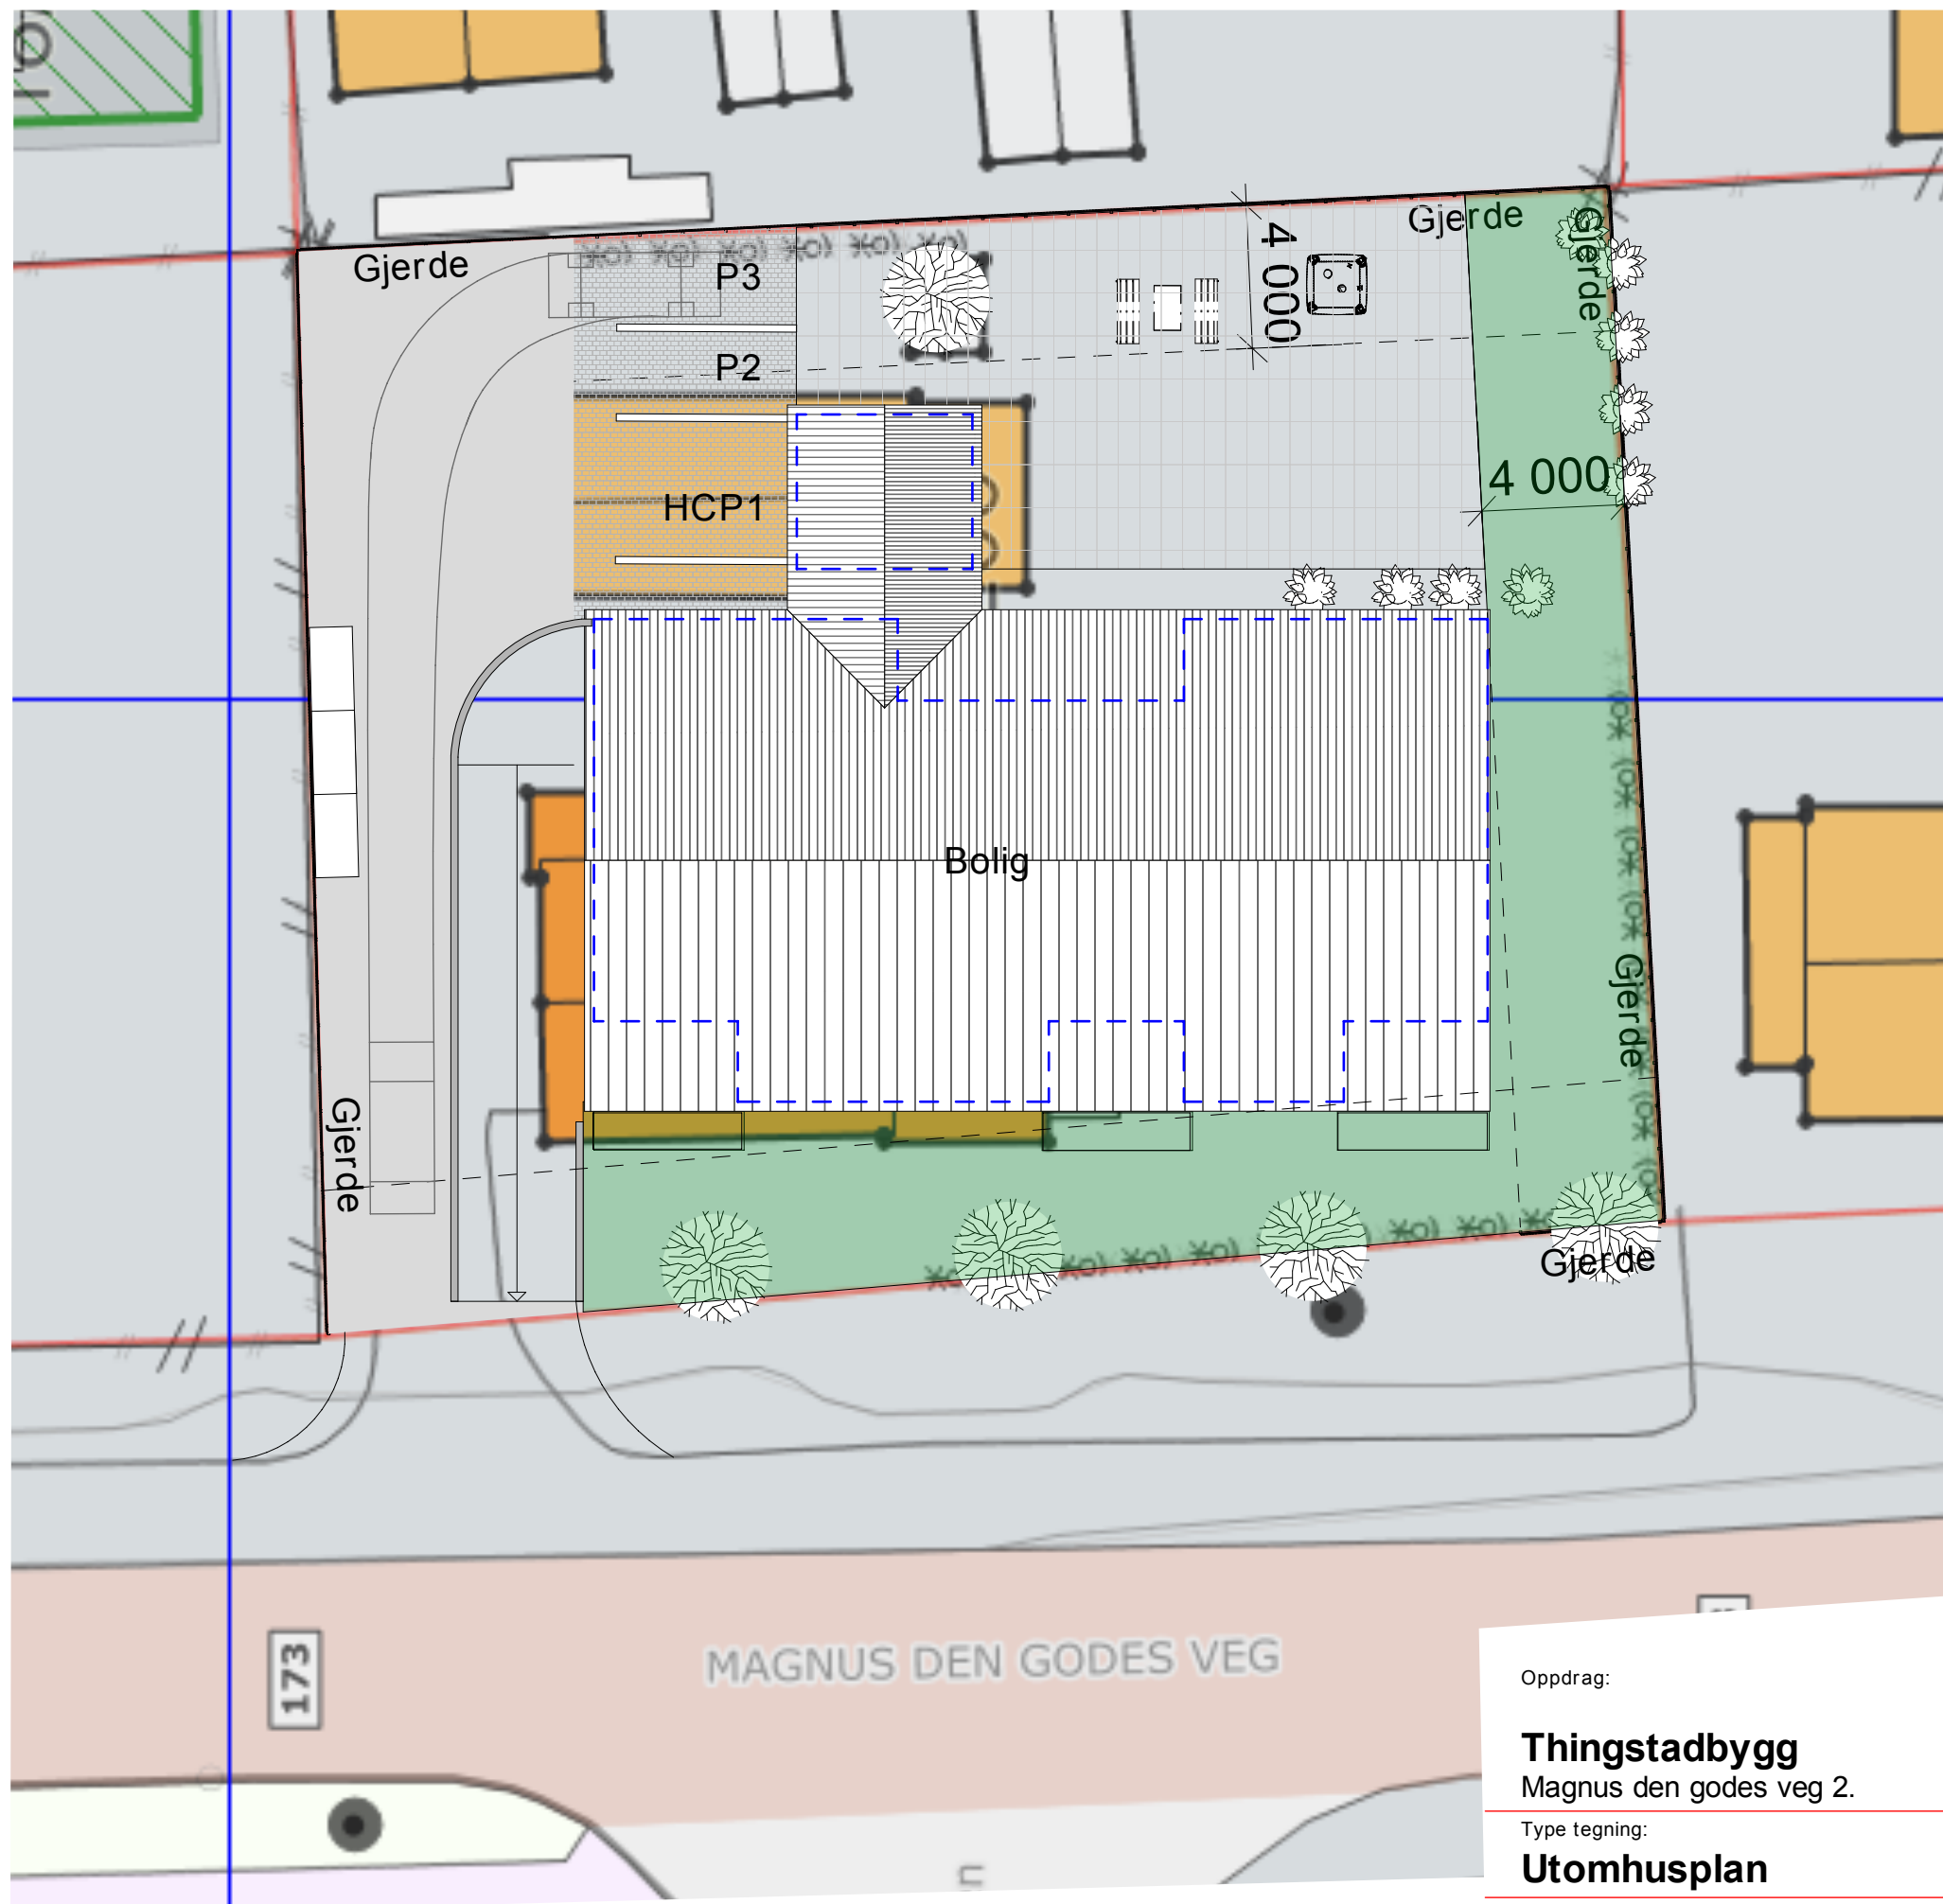 Gjerde
Gjerde
Gjerde
P3
4 000
P2
4 000
HCP1
Bolig
Gjerde
Gjerde
Gjerde
MAGNUS DEN GODES VEG
173
Oppdrag:
Thingstadbygg
Magnus den godes veg 2.
Type tegning:
Utomhusplan